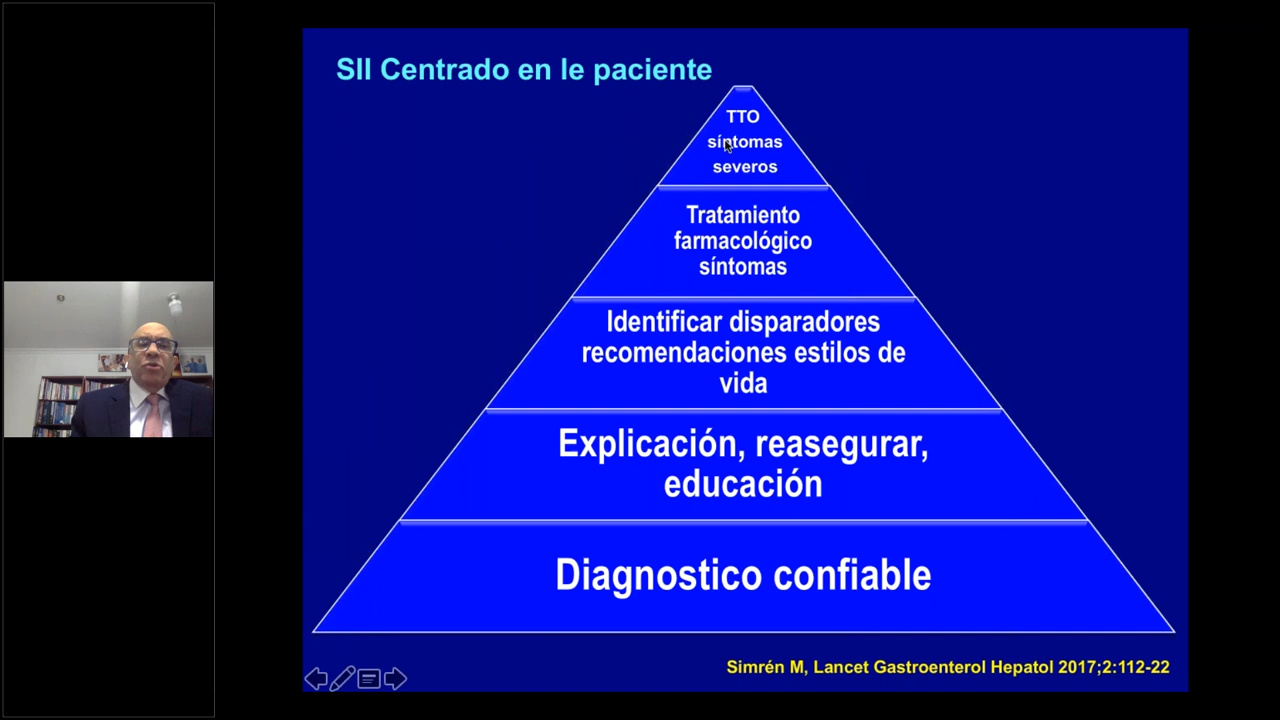 SII Centrado en le paciente
TTO
síntomas
severos
Tratamiento
farmacológico
síntomas
Identificar disparadores
recomendaciones estilos de
vida
Explicación, reasegurar,
educación
Diagnostico confiable
Simrén M, Lancet Gastroenterol Hepatol 2017;2:112-22